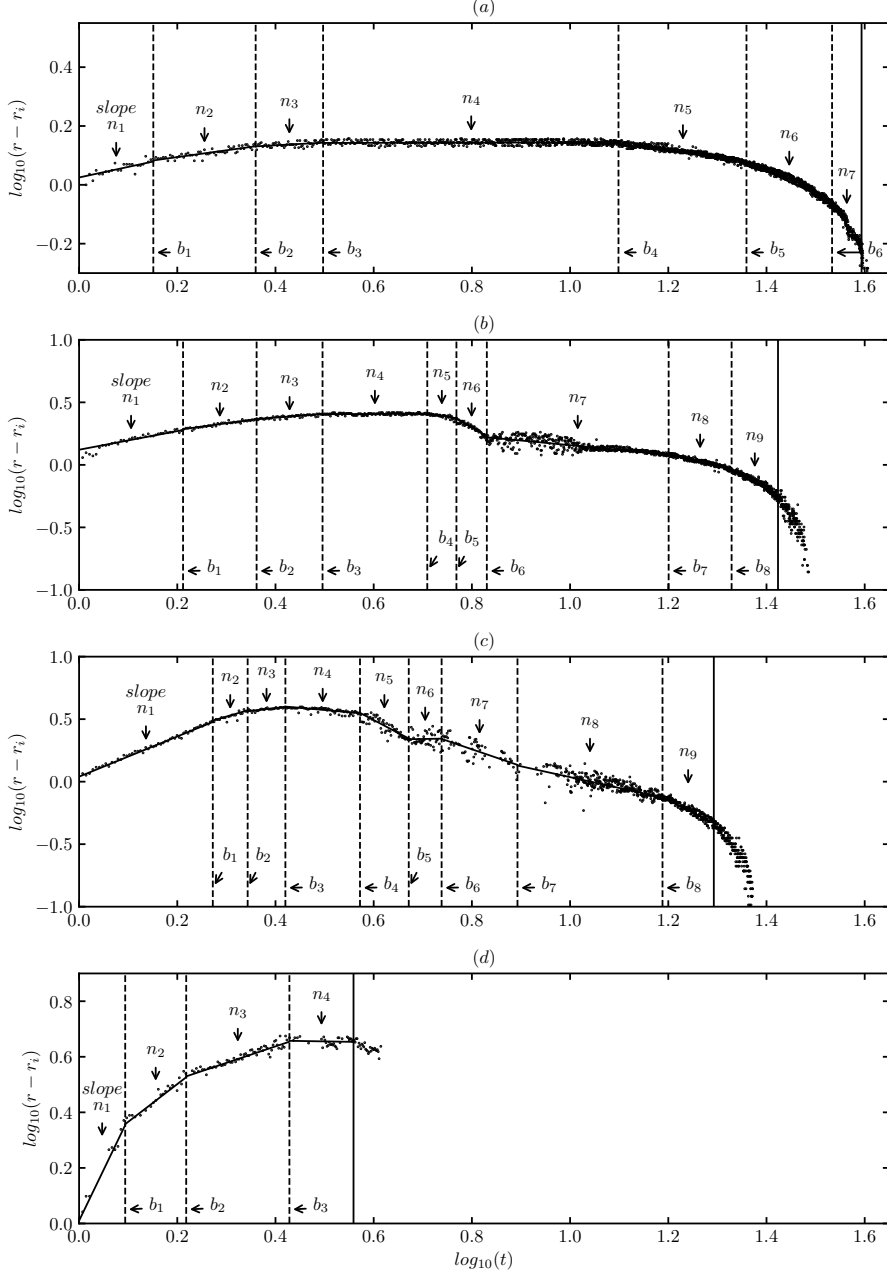 (a)
log₁₀(r − rᵢ)
0.4
0.2
0.0
−0.2
slope
n₁
n₂
n₃
n₄
n₅
n₆
n₇
b₁
b₂
b₃
b₄
b₅
b₆
0.0 0.2 0.4 0.6 0.8 1.0 1.2 1.4 1.6
(b)
log₁₀(r − rᵢ)
1.0
0.5
0.0
−0.5
−1.0
slope
n₁
n₂
n₃
n₄
n₅
n₆
n₇
n₈
n₉
b₁
b₂
b₃
b₄
b₅
b₆
b₇
b₈
0.0 0.2 0.4 0.6 0.8 1.0 1.2 1.4 1.6
(c)
log₁₀(r − rᵢ)
1.0
0.5
0.0
−0.5
−1.0
slope
n₁
n₂
n₃
n₄
n₅
n₆
n₇
n₈
n₉
b₁
b₂
b₃
b₄
b₅
b₆
b₇
b₈
0.0 0.2 0.4 0.6 0.8 1.0 1.2 1.4 1.6
(d)
log₁₀(r − rᵢ)
0.8
0.6
0.4
0.2
0.0
slope
n₁
n₂
n₃
n₄
b₁
b₂
b₃
0.0 0.2 0.4 0.6 0.8 1.0 1.2 1.4 1.6
log₁₀(t)